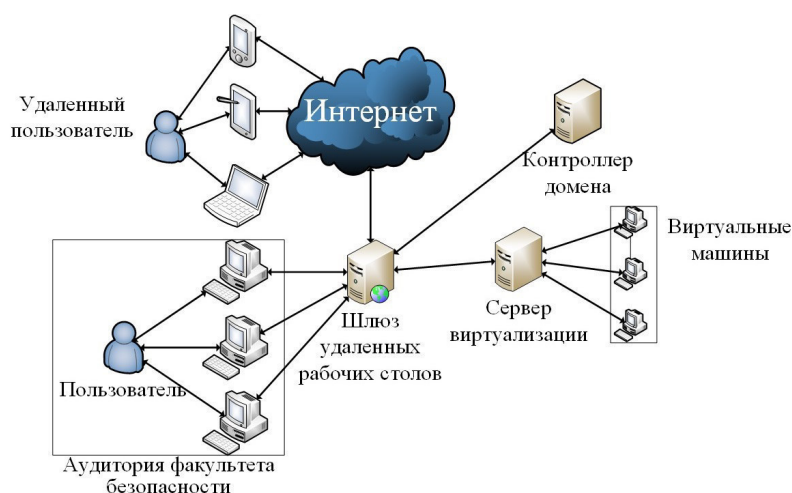 Удаленный
пользователь
Интернет
Контроллер
домена
Виртуальные
машины
Сервер
виртуализации
Шлюз
удаленных
рабочих столов
Пользователь
Аудитория факультета
безопасности